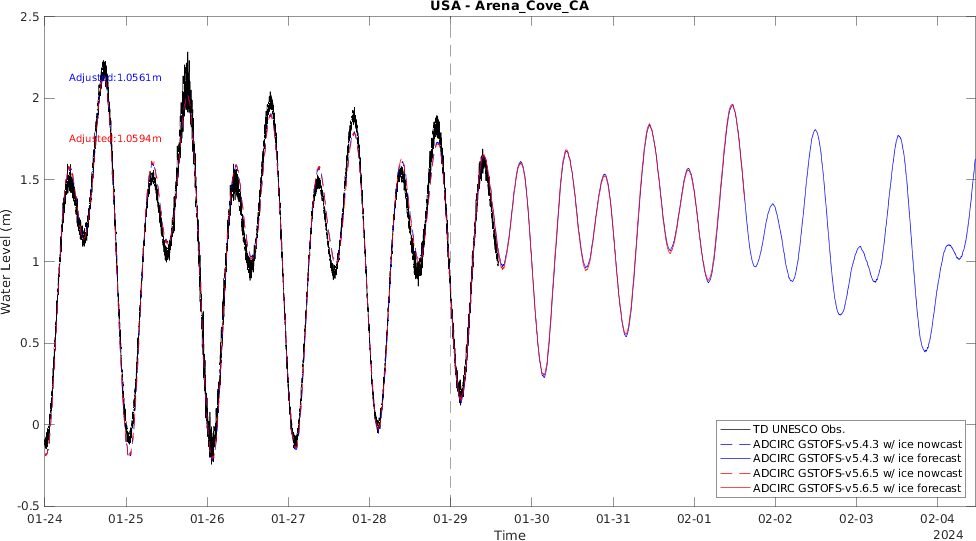 USA - Arena_Cove_CA
2.5
2
1.5
1
0.5
0
-0.5
Water Level (m)
Adjusted:1.0561m
Adjusted:1.0594m
TD UNESCO Obs.
ADCIRC GSTOFS-v5.4.3 w/ ice nowcast
ADCIRC GSTOFS-v5.4.3 w/ ice forecast
ADCIRC GSTOFS-v5.6.5 w/ ice nowcast
ADCIRC GSTOFS-v5.6.5 w/ ice forecast
01-24 01-25 01-26 01-27 01-28 01-29 01-30 01-31 02-01 02-02 02-03 02-04
Time
2024